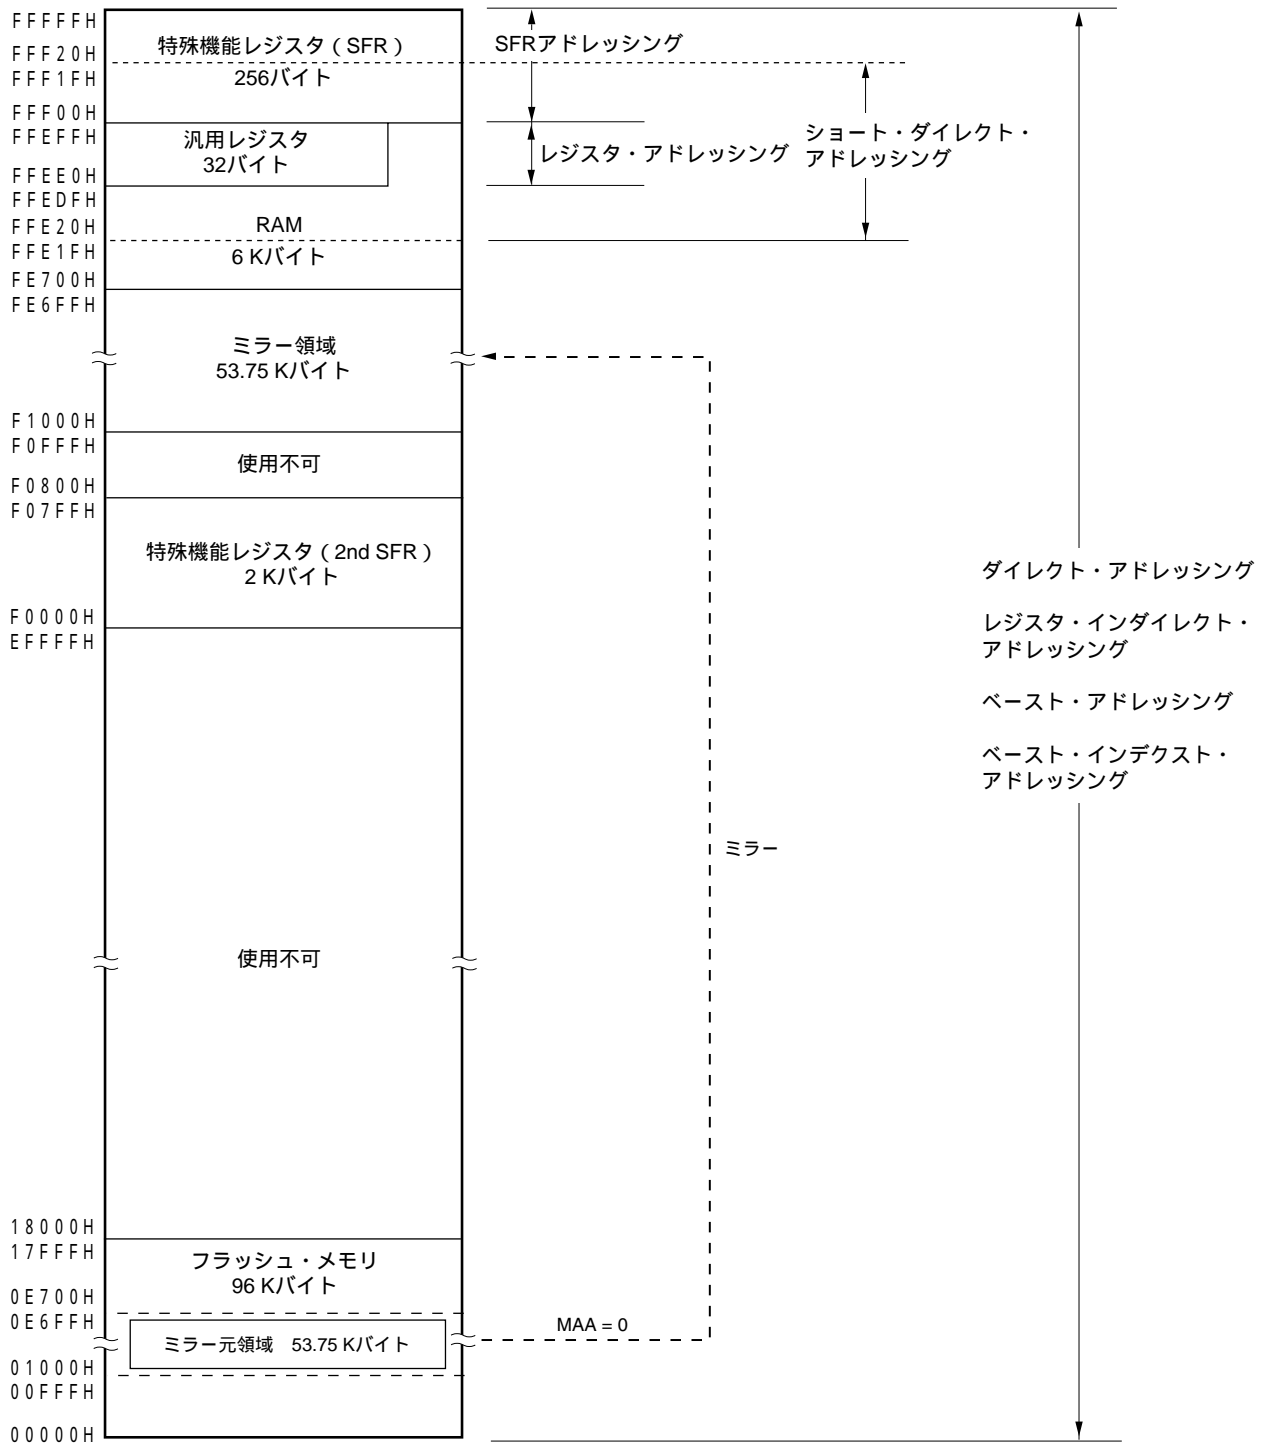 FFFFFH
特殊機能レジスタ（SFR）
256バイト
FFF20H
FFF1FH
FFF00H
FFEFFH
汎用レジスタ
32バイト
FFEE0H
FFEDFH
RAM
6 Kバイト
FFE20H
FFE1FH
FE700H
FE6FFH
ミラー領域
53.75 Kバイト
F1000H
F0FFFH
使用不可
F0800H
F07FFH
特殊機能レジスタ（2nd SFR）
2 Kバイト
F0000H
EFFFFH
使用不可
18000H
17FFFH
フラッシュ・メモリ
96 Kバイト
0E700H
0E6FFH
ミラー元領域　53.75 Kバイト
01000H
00FFFH
00000H
SFRアドレッシング
レジスタ・アドレッシング
ショート・ダイレクト・
アドレッシング
ミラー
MAA = 0
ダイレクト・アドレッシング
レジスタ・インダイレクト・
アドレッシング
ベースト・アドレッシング
ベースト・インデクスト・
アドレッシング